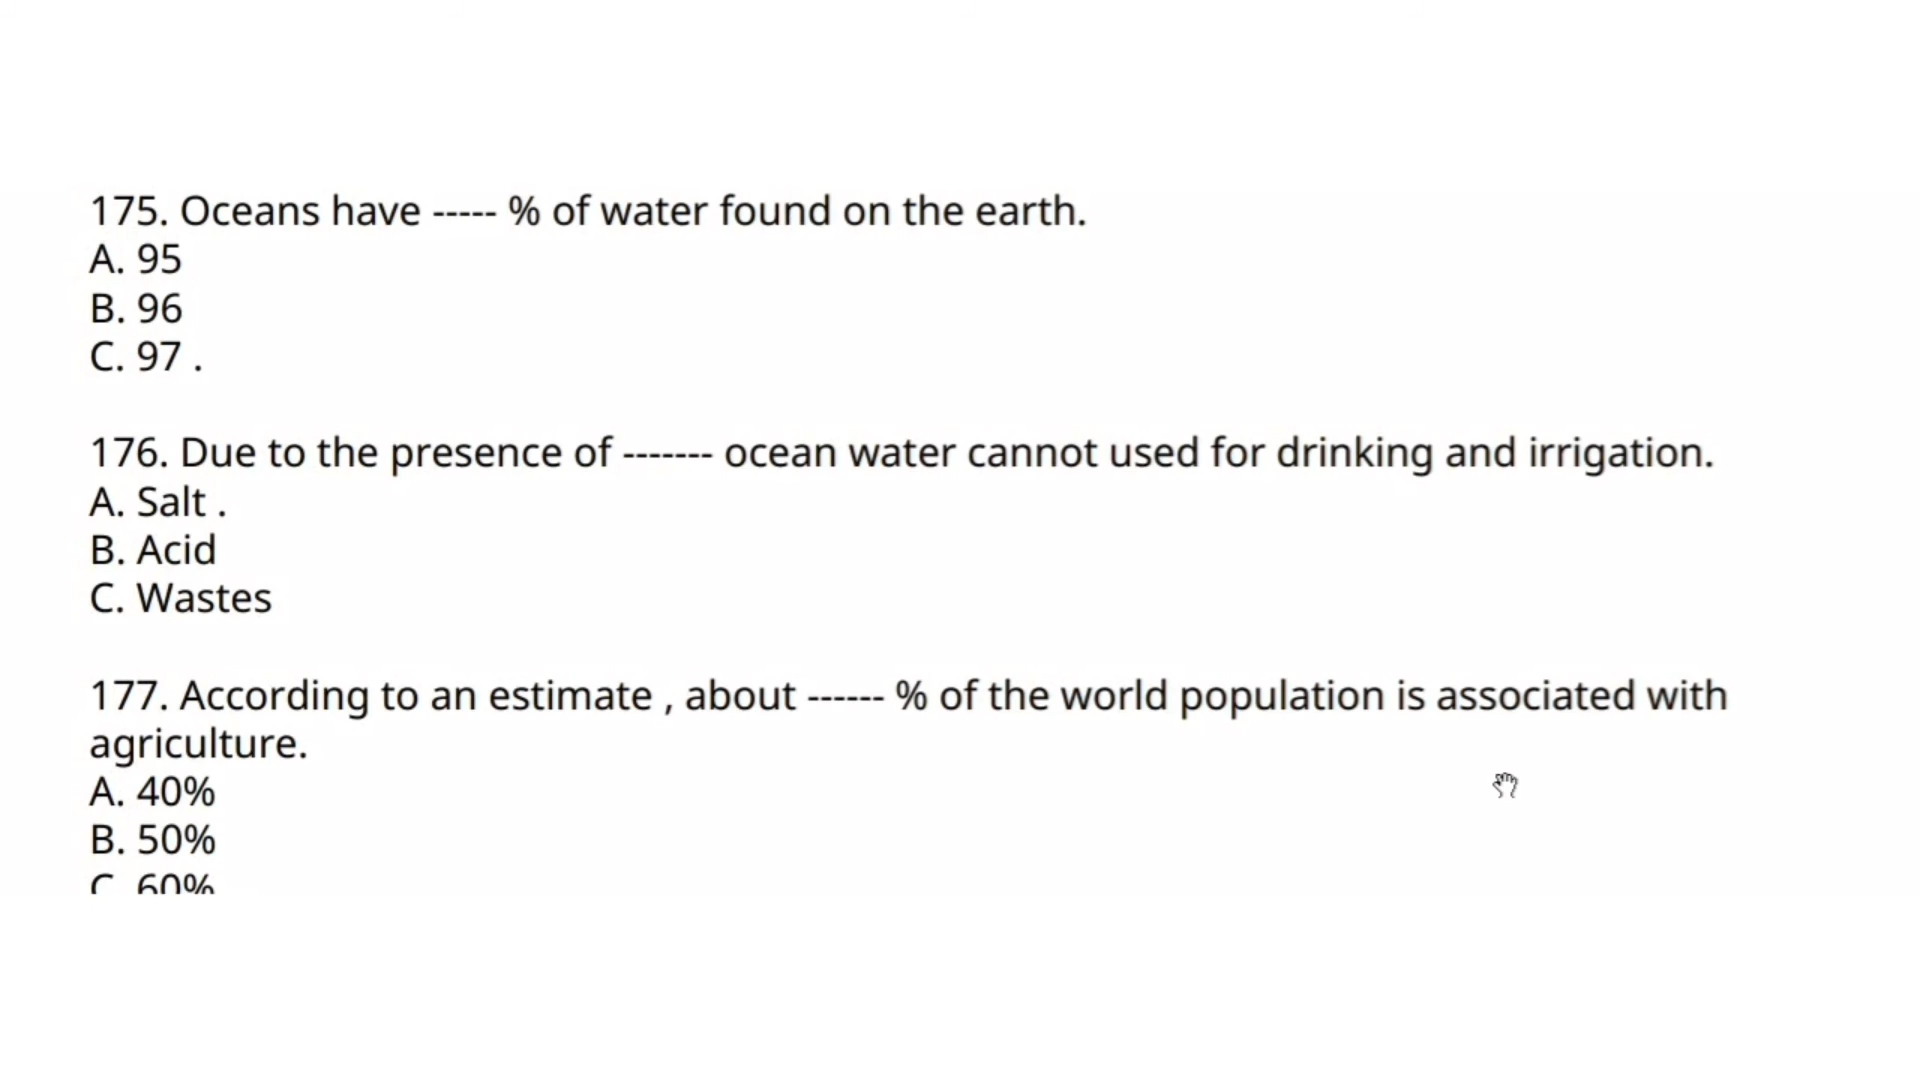 175. Oceans have ----- % of water found on the earth.
A. 95
B. 96
C. 97 .
176. Due to the presence of ------- ocean water cannot used for drinking and irrigation.
A. Salt .
B. Acid
C. Wastes
177. According to an estimate , about ------ % of the world population is associated with
agriculture.
A. 40%
B. 50%
C. 60%